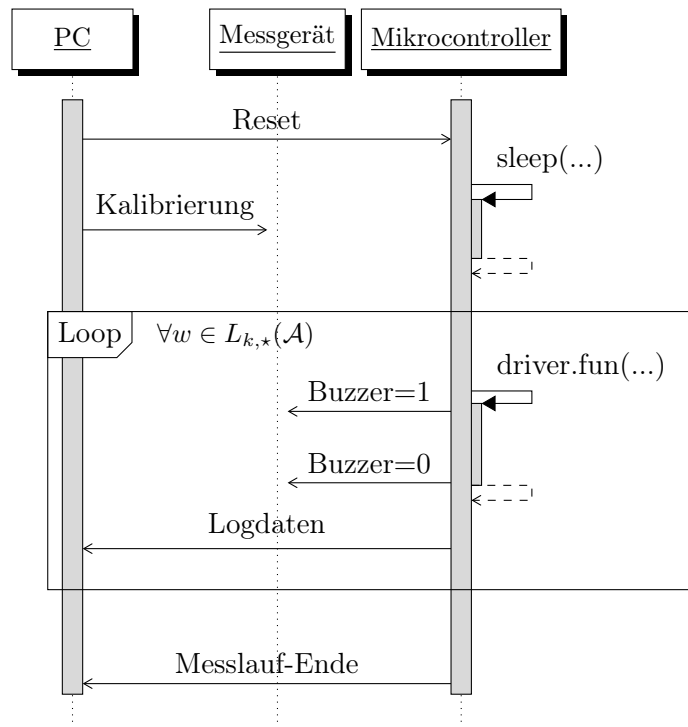 PC
Messgerät
Mikrocontroller
Reset
sleep(...)
Kalibrierung
Loop
∀w ∈ L_{k,⋆}(𝒜)
driver.fun(...)
Buzzer=1
Buzzer=0
Logdaten
Messlauf-Ende